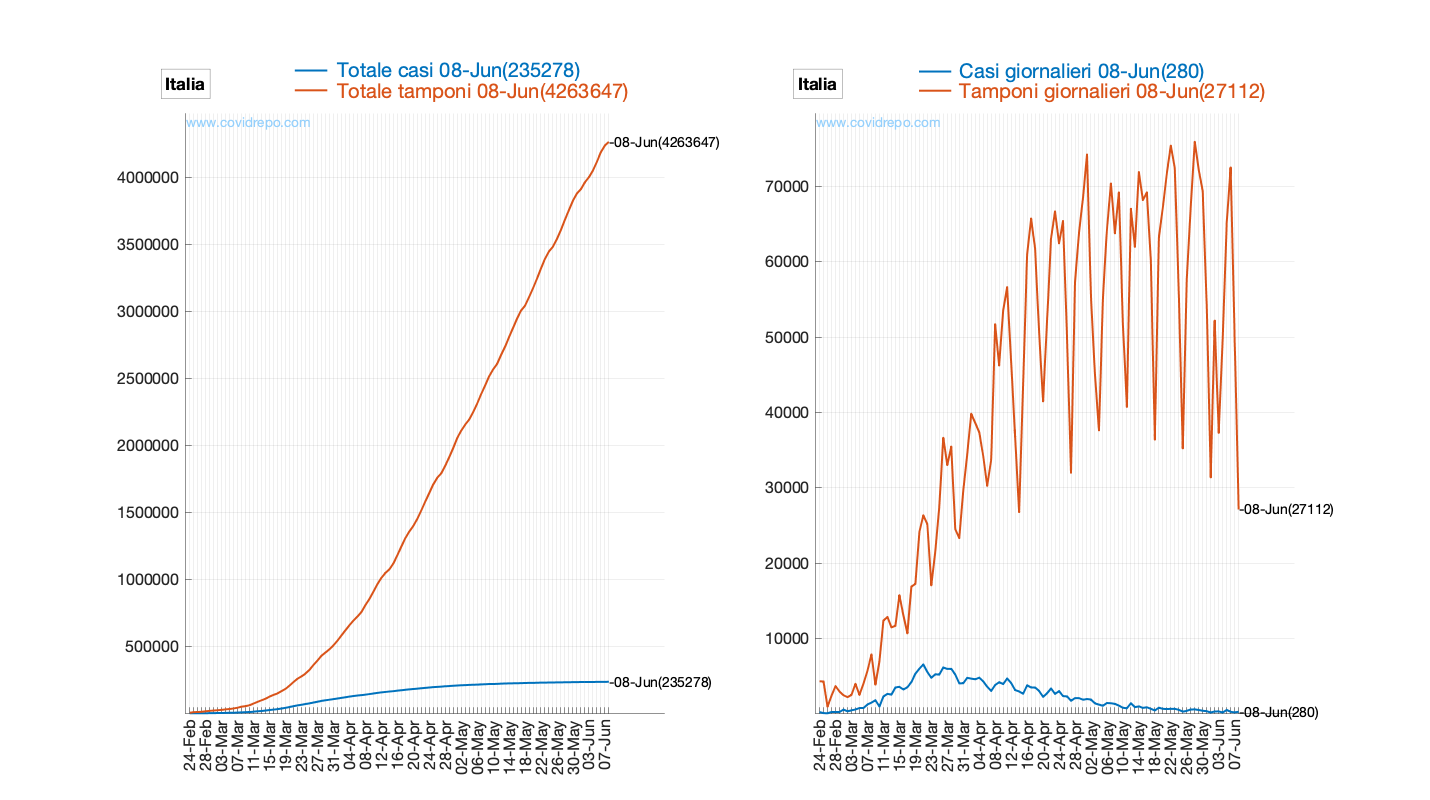 Italia
Totale casi 08-Jun(235278)
Totale tamponi 08-Jun(4263647)
www.covidrepo.com
-08-Jun(4263647)
4000000
3500000
3000000
2500000
2000000
1500000
1000000
500000
-08-Jun(235278)
24-Feb
28-Feb
03-Mar
07-Mar
11-Mar
15-Mar
19-Mar
23-Mar
27-Mar
31-Mar
04-Apr
08-Apr
12-Apr
16-Apr
20-Apr
24-Apr
28-Apr
02-May
06-May
10-May
14-May
18-May
22-May
26-May
30-May
03-Jun
07-Jun
Italia
Casi giornalieri 08-Jun(280)
Tamponi giornalieri 08-Jun(27112)
www.covidrepo.com
70000
60000
50000
40000
30000
20000
10000
-08-Jun(27112)
-08-Jun(280)
24-Feb
28-Feb
03-Mar
07-Mar
11-Mar
15-Mar
19-Mar
23-Mar
27-Mar
31-Mar
04-Apr
08-Apr
12-Apr
16-Apr
20-Apr
24-Apr
28-Apr
02-May
06-May
10-May
14-May
18-May
22-May
26-May
30-May
03-Jun
07-Jun